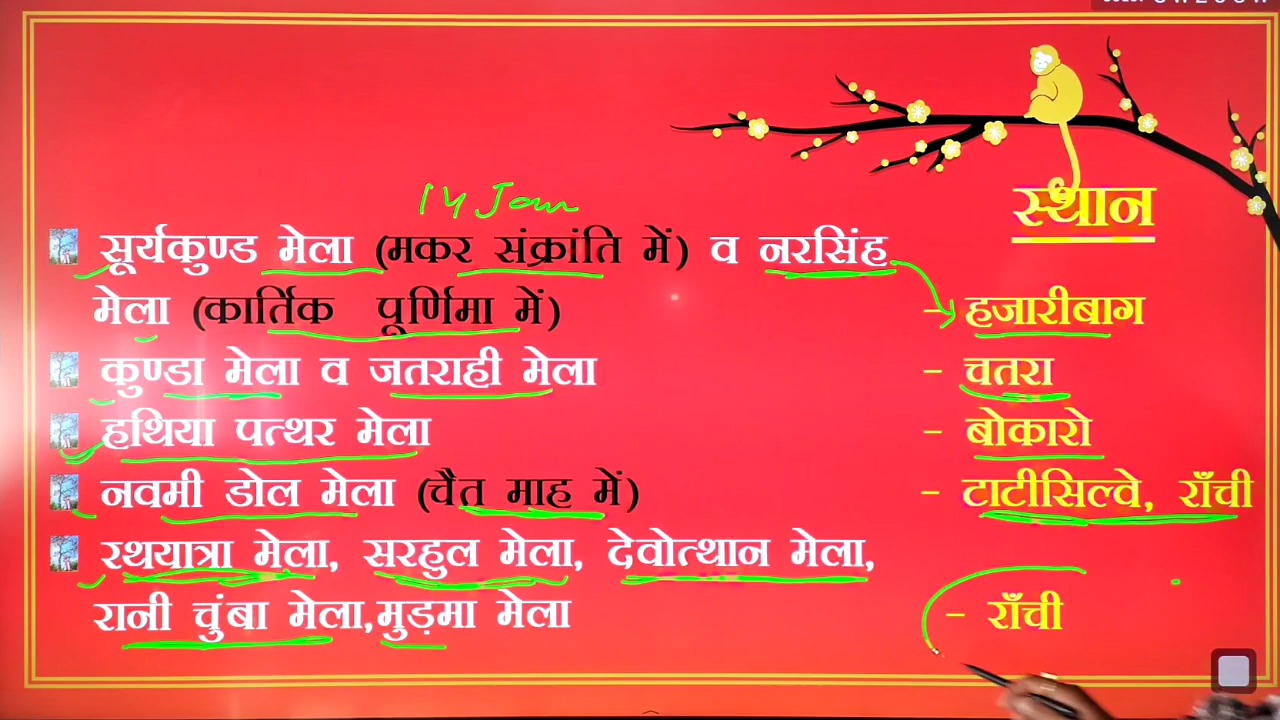 14 Jan
स्थान
सूर्यकुण्ड मेला (मकर संक्रांति में) व नरसिंह
मेला (कार्तिक पूर्णिमा में) - हजारीबाग
कुण्डा मेला व जतराही मेला - चतरा
हथिया पत्थर मेला - बोकारो
नवमी डोल मेला (चैत माह में) - टाटीसिल्वे, राँची
रथयात्रा मेला, सरहुल मेला, देवोत्थान मेला,
रानी चुंबा मेला,मुड़मा मेला - राँची